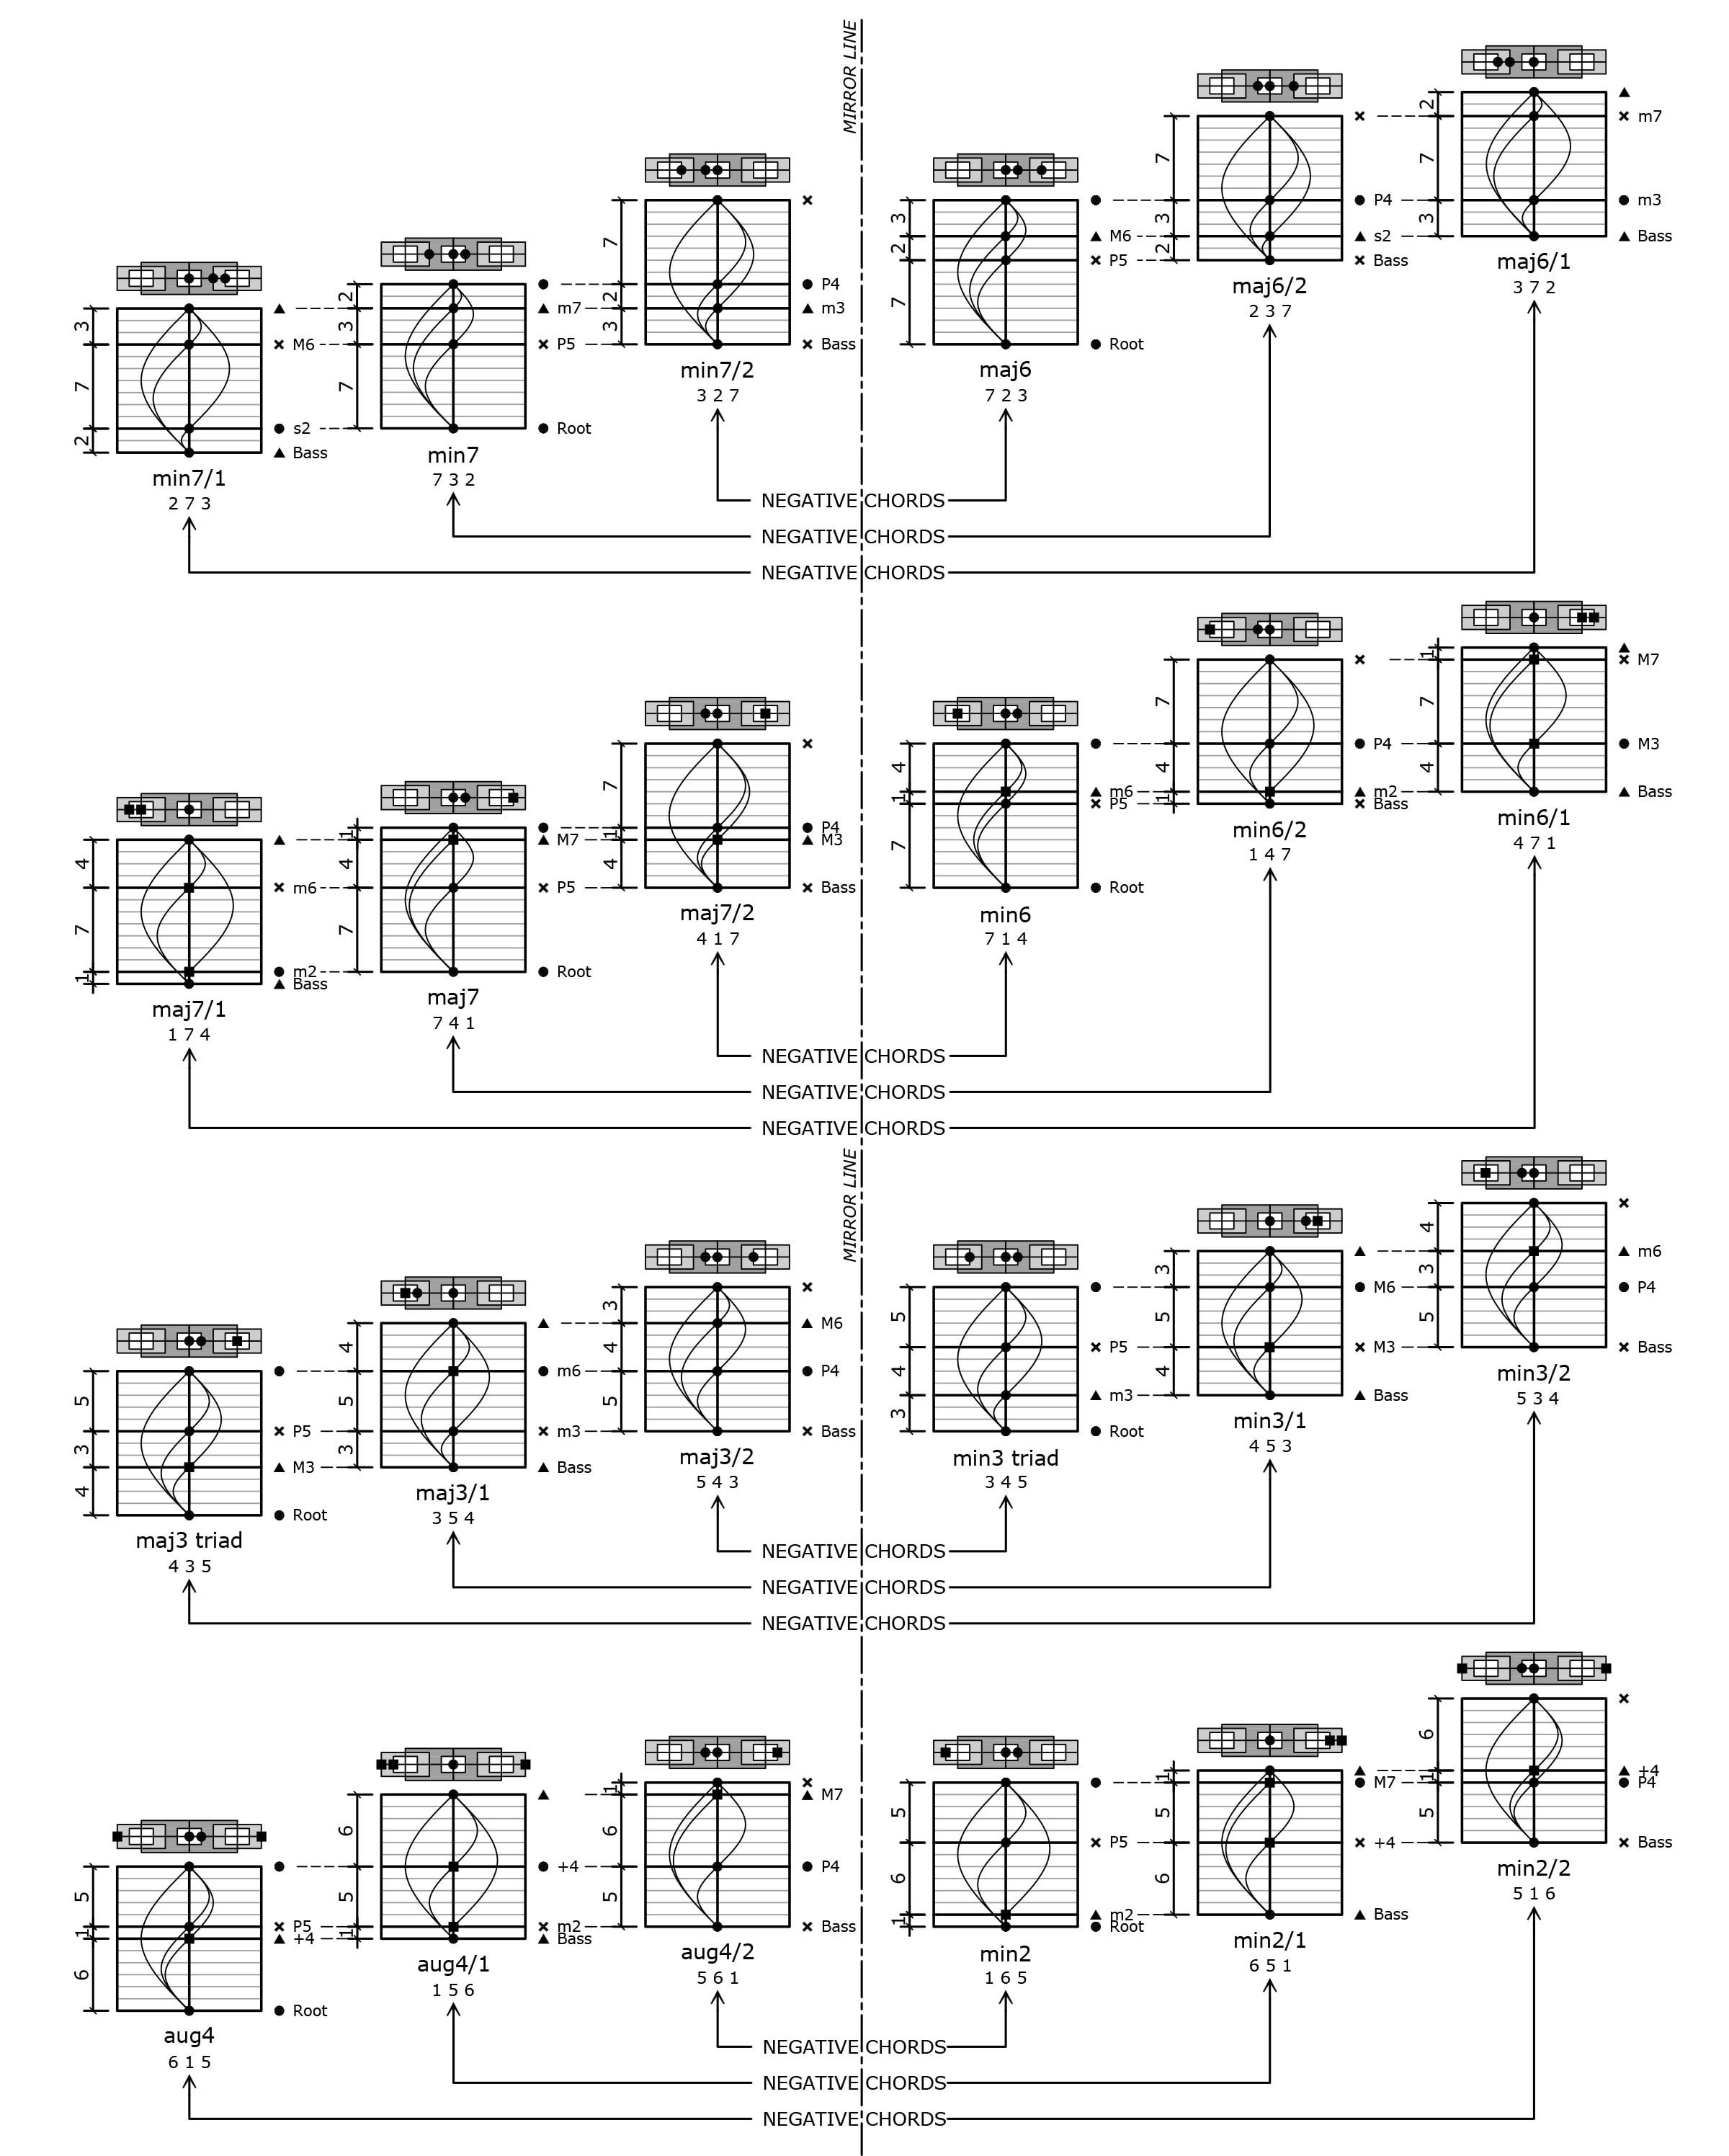 MIRROR LINE
2
7
3
m7
m3
Bass
maj6/1
3 7 2
7
3
2
P4
s2
Bass
maj6/2
2 3 7
7
2
3
P4
m3
Bass
min7/2
3 2 7
3
2
7
M6
P5
Root
maj6
7 2 3
2
3
7
m7
P5
Root
min7
7 3 2
3
7
2
M6
s2
Bass
min7/1
2 7 3
NEGATIVE CHORDS
NEGATIVE CHORDS
NEGATIVE CHORDS
1
7
4
M7
M3
Bass
min6/1
4 7 1
7
4
1
P4
m2
Bass
min6/2
1 4 7
7
1
4
P4
M3
Bass
maj7/2
4 1 7
4
1
7
m6
P5
Root
min6
7 1 4
1
4
7
M7
P5
Root
maj7
7 4 1
4
7
1
m6
m2
Bass
maj7/1
1 7 4
NEGATIVE CHORDS
NEGATIVE CHORDS
NEGATIVE CHORDS
MIRROR LINE
4
3
5
m6
P4
Bass
min3/2
5 3 4
3
5
4
M6
M3
Bass
min3/1
4 5 3
3
4
5
M6
P4
Bass
maj3/2
5 4 3
5
4
3
P5
m3
Root
min3 triad
3 4 5
4
5
3
m6
m3
Bass
maj3/1
3 5 4
5
3
4
P5
M3
Root
maj3 triad
4 3 5
NEGATIVE CHORDS
NEGATIVE CHORDS
NEGATIVE CHORDS
6
1
5
+4
P4
Bass
min2/2
5 1 6
1
5
6
M7
+4
Bass
min2/1
6 5 1
1
6
5
M7
P4
Bass
aug4/2
5 6 1
5
6
1
P5
m2
Root
min2
1 6 5
6
5
1
+4
m2
Bass
aug4/1
1 5 6
5
1
6
P5
+4
Root
aug4
6 1 5
NEGATIVE CHORDS
NEGATIVE CHORDS
NEGATIVE CHORDS